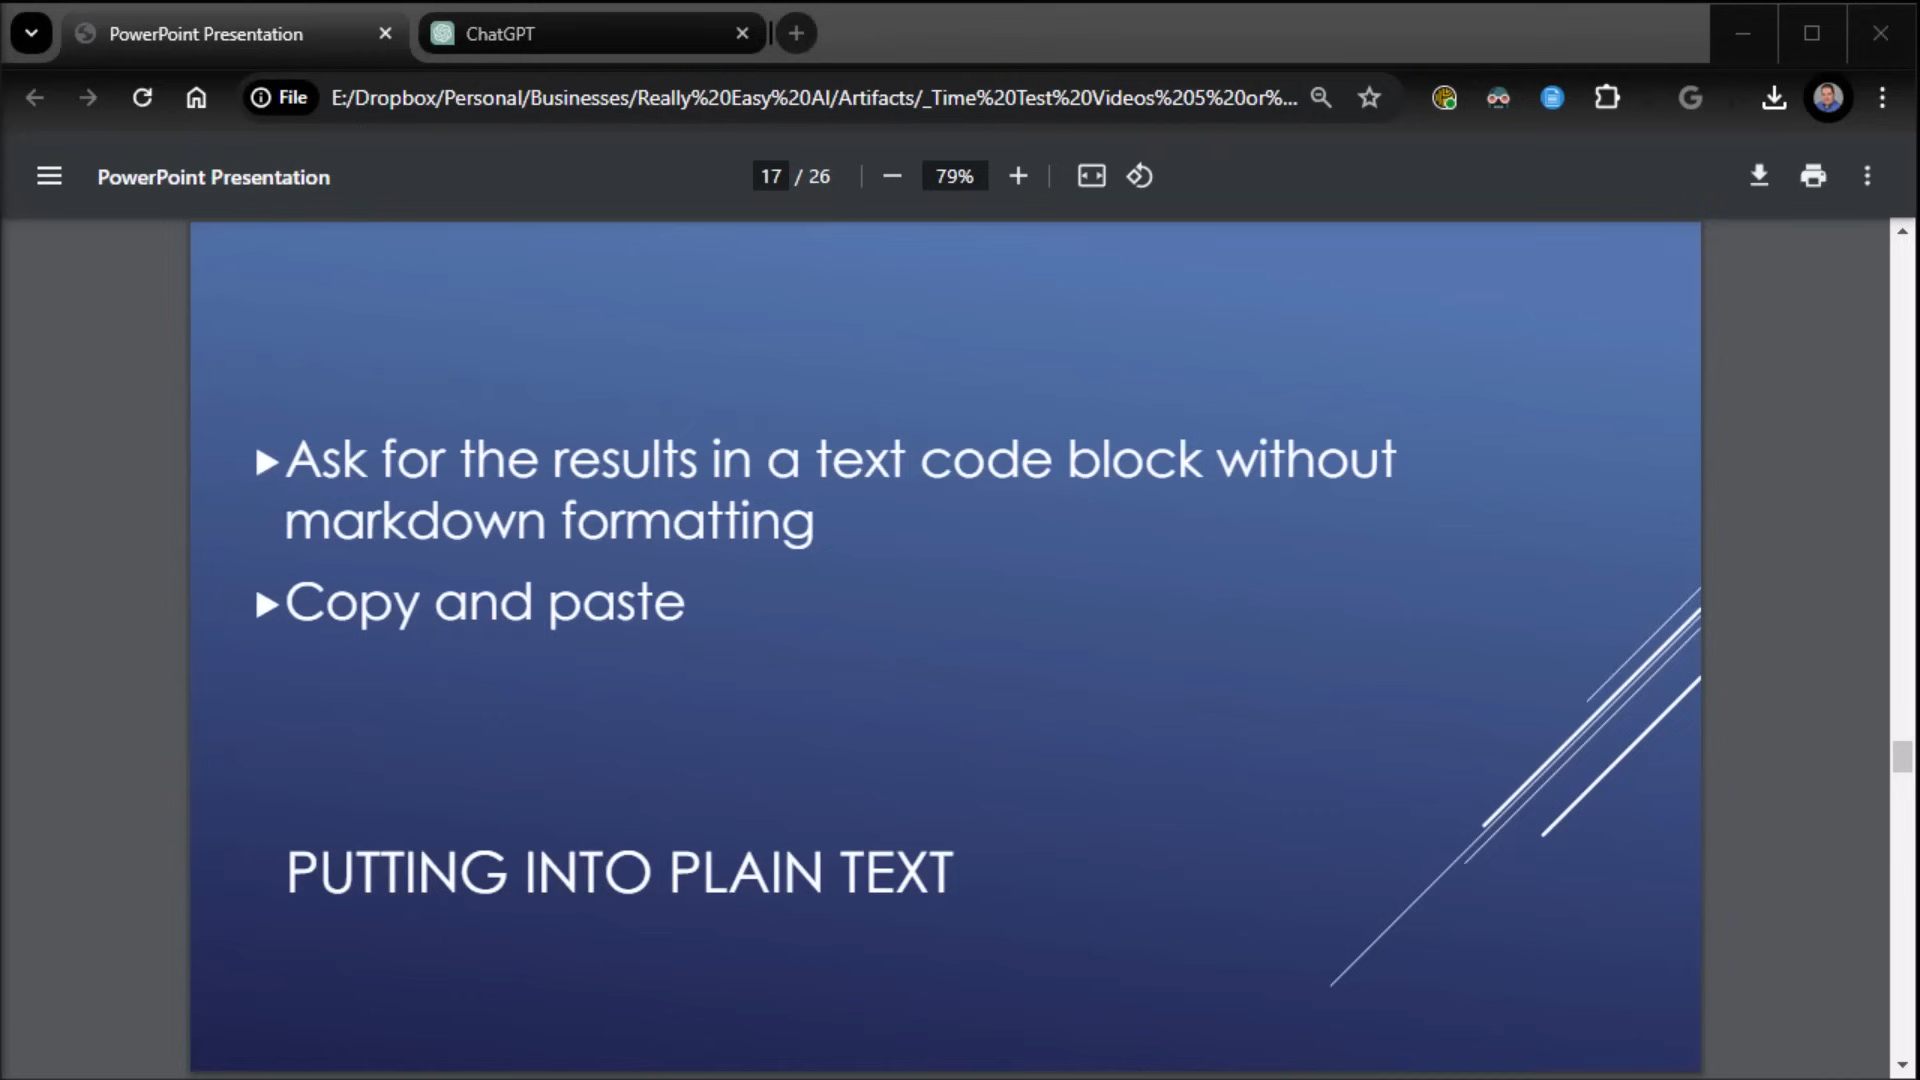 PowerPoint Presentation
ChatGPT
File E:/Dropbox/Personal/Businesses/Really%20Easy%20AI/Artifacts/_Time%20Test%20Videos%205%20or%...
G
PowerPoint Presentation 17 / 26 79%
▶Ask for the results in a text code block without
markdown formatting
▶Copy and paste
PUTTING INTO PLAIN TEXT